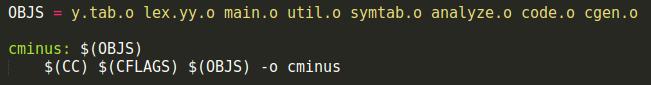 OBJS = y.tab.o lex.yy.o main.o util.o symtab.o analyze.o code.o cgen.o
cminus: $(OBJS)
    $(CC) $(CFLAGS) $(OBJS) -o cminus